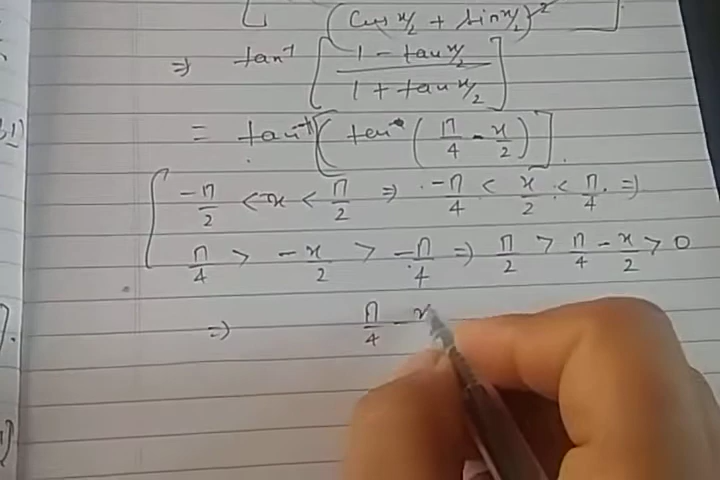 (Cos x/2 + Sin x/2)²
⇒ tan⁻¹ [ (1 - tan x/2) / (1 + tan x/2) ]
= tan⁻¹ [ tan (π/4 - x/2) ]
-π/2 < x < π/2 ⇒ -π/4 < x/2 < π/4 ⇒
π/4 > -x/2 > -π/4 ⇒ π/2 > π/4 - x/2 > 0
⇒ π/4 - x